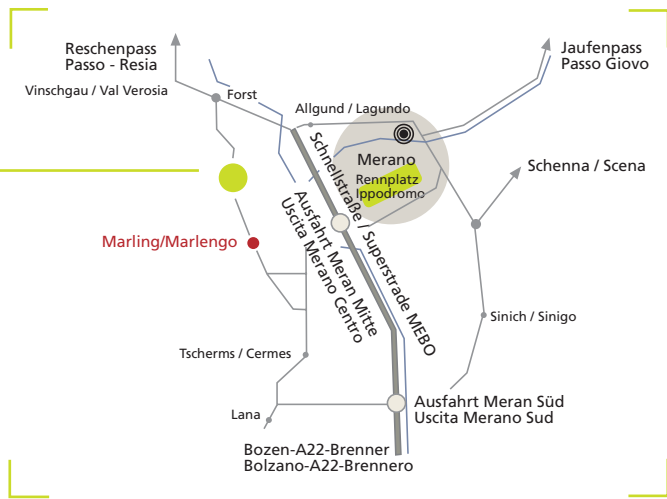 Reschenpass
Passo - Resia
Jaufenpass
Passo Giovo
Vinschgau / Val Verosia
Forst
Allgund / Lagundo
Merano
Rennplatz
Ippodromo
Schenna / Scena
Schnellstraße / Superstrade MEBO
Ausfahrt Meran Mitte
Uscita Merano Centro
Marling/Marlengo
Sinich / Sinigo
Tscherms / Cermes
Lana
Ausfahrt Meran Süd
Uscita Merano Sud
Bozen-A22-Brenner
Bolzano-A22-Brennero